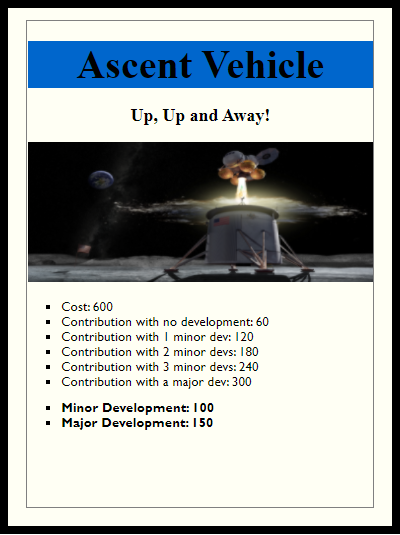 Ascent Vehicle
Up, Up and Away!
Cost: 600
Contribution with no development: 60
Contribution with 1 minor dev: 120
Contribution with 2 minor devs: 180
Contribution with 3 minor devs: 240
Contribution with a major dev: 300
Minor Development: 100
Major Development: 150